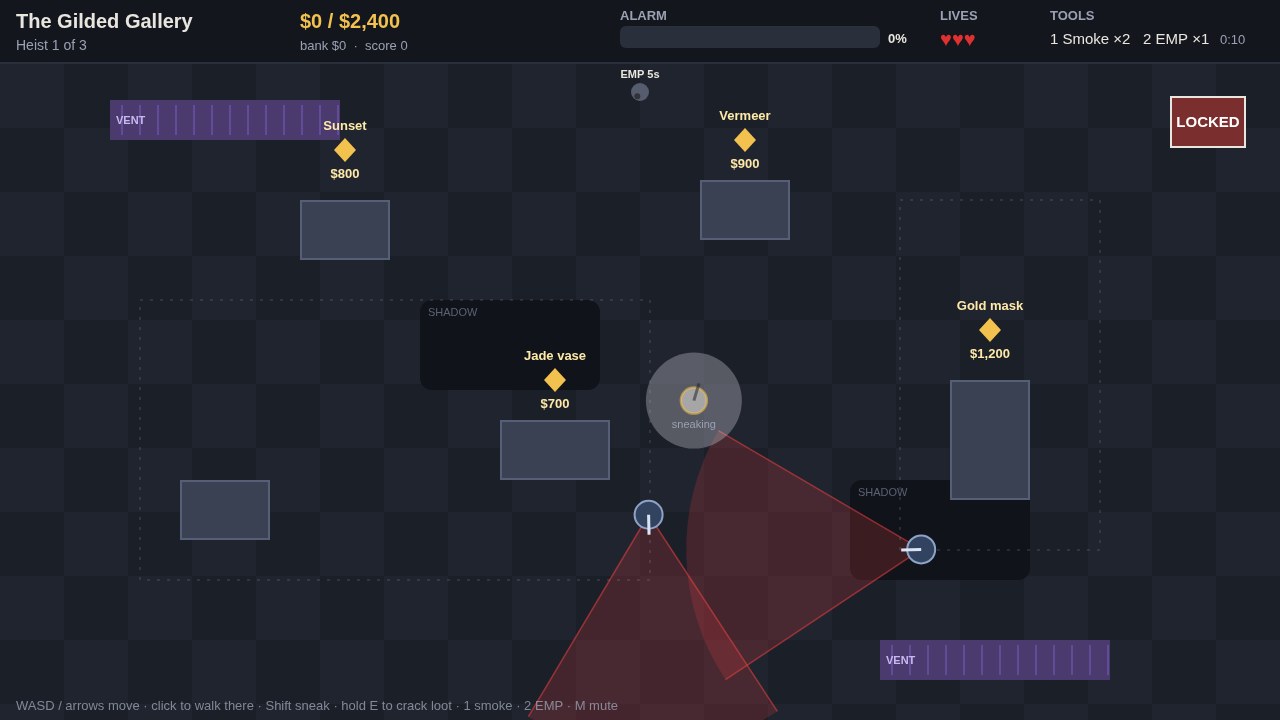 The Gilded Gallery
Heist 1 of 3
$0 / $2,400
bank $0 · score 0
ALARM
0%
LIVES
♥♥♥
TOOLS
1 Smoke ×2 2 EMP ×1 0:10
EMP 5s
VENT
Sunset
$800
Vermeer
$900
LOCKED
SHADOW
Jade vase
$700
Gold mask
$1,200
sneaking
SHADOW
VENT
WASD / arrows move · click to walk there · Shift sneak · hold E to crack loot · 1 smoke · 2 EMP · M mute